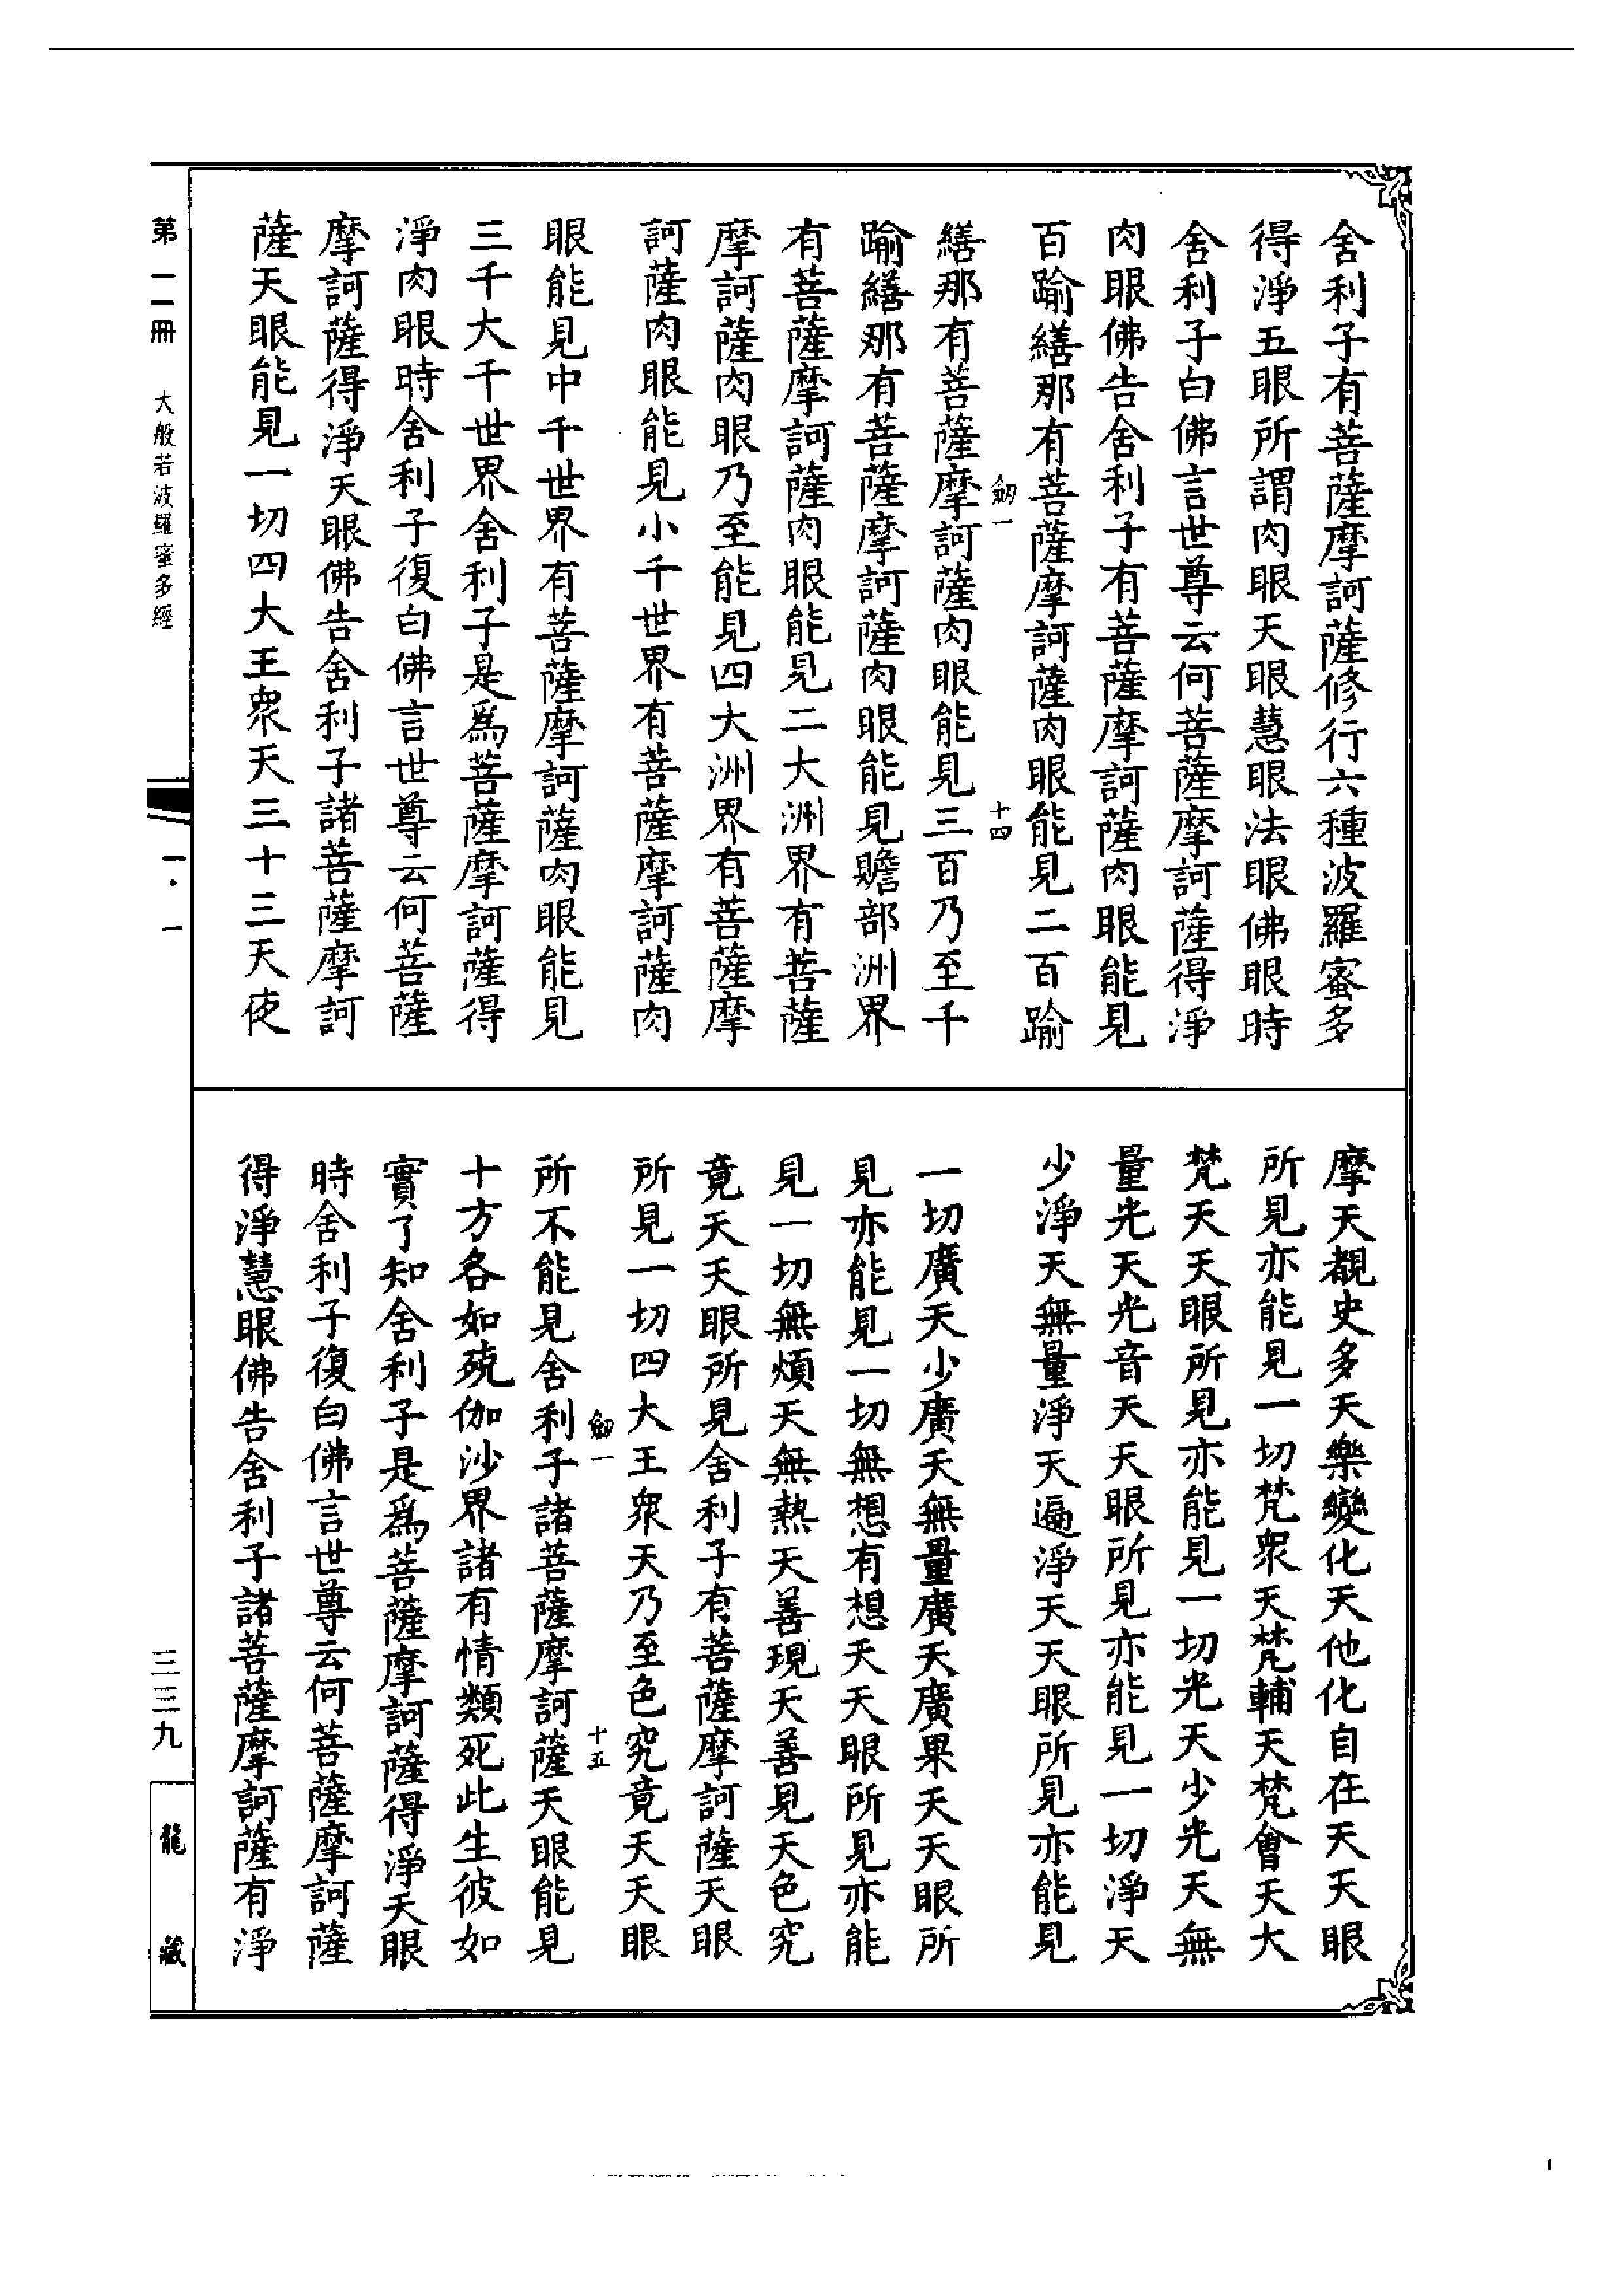 舍利子有菩薩摩訶薩修行六種波羅蜜多
得淨五眼所謂肉眼天眼慧眼法眼佛眼時
舍利子白佛言世尊云何菩薩摩訶薩得淨
肉眼佛告舍利子有菩薩摩訶薩肉眼能見
百踰繕那有菩薩摩訶薩肉眼能見二百踰
劒一
十四
繕那有菩薩摩訶薩肉眼能見三百乃至千
踰繕那有菩薩摩訶薩肉眼能見贍部洲界
有菩薩摩訶薩肉眼能見二大洲界有菩薩
摩訶薩肉眼乃至能見四大洲界有菩薩摩
訶薩肉眼能見小千世界有菩薩摩訶薩肉
眼能見中千世界有菩薩摩訶薩肉眼能見
三千大千世界舍利子是爲菩薩摩訶薩得
淨肉眼時舍利子復白佛言世尊云何菩薩
摩訶薩得淨天眼佛告舍利子諸菩薩摩訶
薩天眼能見一切四大王衆天三十三天夜
摩天覩史多天樂變化天他化自在天天眼
所見亦能見一切梵衆天梵輔天梵會天大
梵天天眼所見亦能見一切光天少光天無
量光天光音天天眼所見亦能見一切淨天
少淨天無量淨天遍淨天天眼所見亦能見
一切廣天少廣天無量廣天廣果天天眼所
見亦能見一切無想有想天天眼所見亦能
見一切無煩天無熱天善現天善見天色究
竟天天眼所見舍利子有菩薩摩訶薩天眼
所見一切四大王衆天乃至色究竟天天眼
劒一
十五
所不能見舍利子諸菩薩摩訶薩天眼能見
十方各如殑伽沙界諸有情類死此生彼如
實了知舍利子是爲菩薩摩訶薩得淨天眼
時舍利子復白佛言世尊云何菩薩摩訶薩
得淨慧眼佛告舍利子諸菩薩摩訶薩有淨
第一一冊
大般若波羅蜜多經
一·一
三三九
龍藏